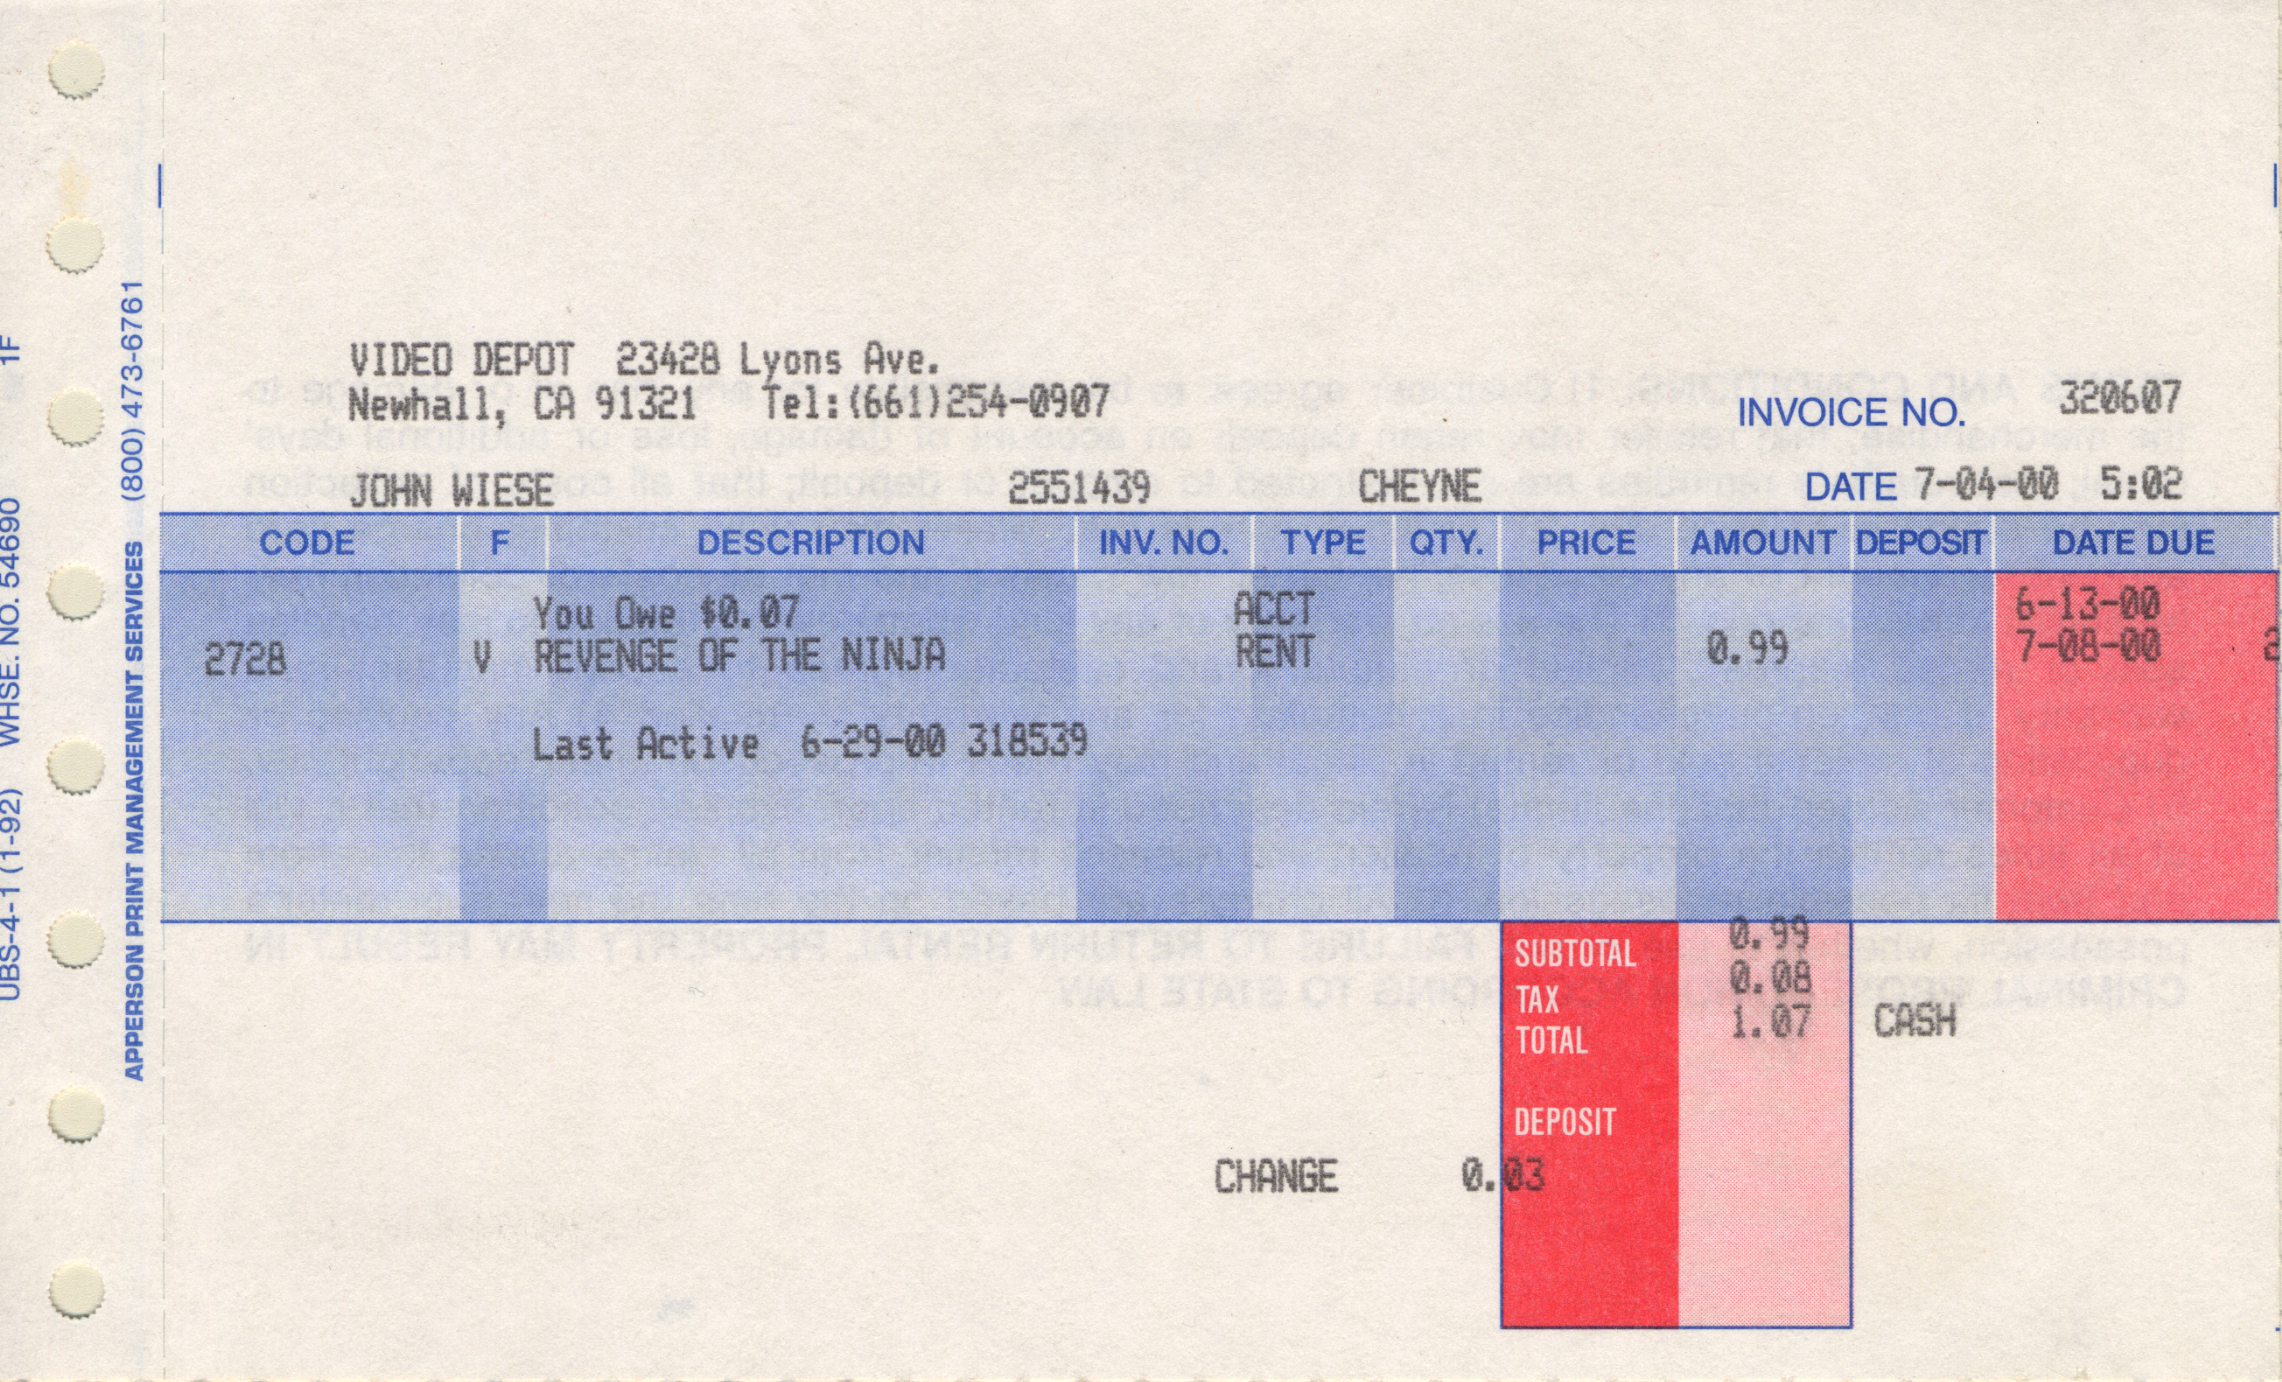 VIDEO DEPOT 23428 Lyons Ave.
Newhall, CA 91321 Tel:(661)254-0907
INVOICE NO. 320607
JOHN WIESE 2551439 CHEYNE DATE 7-04-00 5:02
CODE F DESCRIPTION INV. NO. TYPE QTY. PRICE AMOUNT DEPOSIT DATE DUE
You Owe $0.07 ACCT 6-13-00
2728 V REVENGE OF THE NINJA RENT 0.99 7-08-00 2
Last Active 6-29-00 318539
SUBTOTAL 0.99
TAX 0.08
TOTAL 1.07 CASH
DEPOSIT
CHANGE 0.03
UBS-4-1 (1-92) WHSE. NO. 54690 1F
APPERSON PRINT MANAGEMENT SERVICES (800) 473-6761